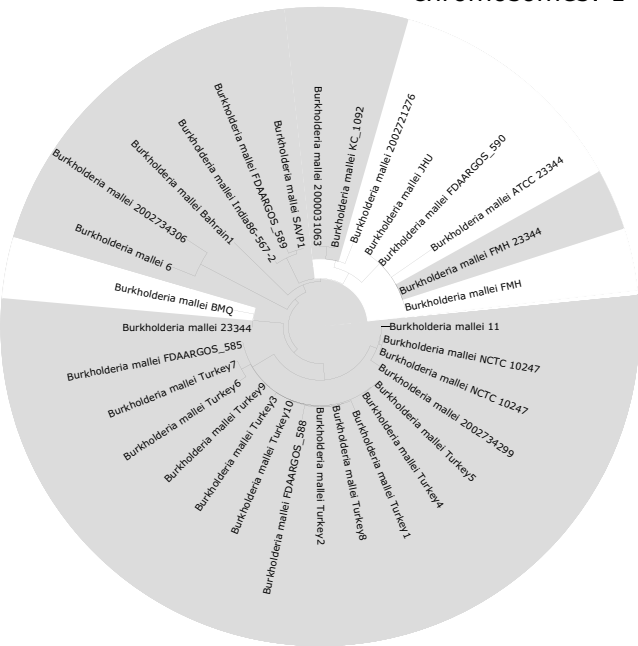 Burkholderia mallei 2000031063
Burkholderia mallei KC_1092
Burkholderia mallei 2002721276
Burkholderia mallei JHU
Burkholderia mallei FDAARGOS_590
Burkholderia mallei ATCC 23344
Burkholderia mallei FMH 23344
Burkholderia mallei FMH
Burkholderia mallei 11
Burkholderia mallei NCTC 10247
Burkholderia mallei NCTC 10247
Burkholderia mallei 2002734299
Burkholderia mallei Turkey5
Burkholderia mallei Turkey4
Burkholderia mallei Turkey1
Burkholderia mallei Turkey8
Burkholderia mallei Turkey2
Burkholderia mallei FDAARGOS_588
Burkholderia mallei Turkey10
Burkholderia mallei Turkey3
Burkholderia mallei Turkey9
Burkholderia mallei Turkey6
Burkholderia mallei Turkey7
Burkholderia mallei FDAARGOS_585
Burkholderia mallei 23344
Burkholderia mallei BMQ
Burkholderia mallei 6
Burkholderia mallei 2002734306
Burkholderia mallei Bahrain1
Burkholderia mallei India86-567-2
Burkholderia mallei FDAARGOS_589
Burkholderia mallei SAVP1